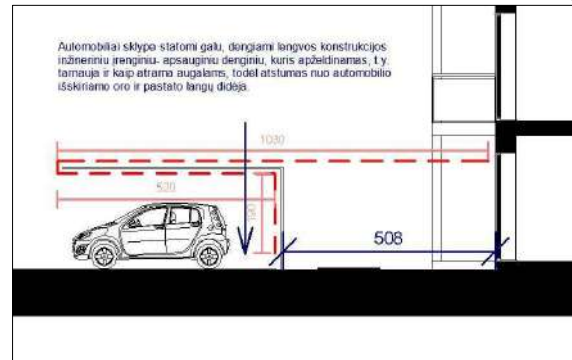 Automobiliai sklype statomi galu, dengiami lengvos konstrukcijos
inžineriniu įrenginiu- apsauginiu denginiu, kuris apželdinamas, t.y.
tarnauja ir kaip atrama augalams, todėl atstumas nuo automobilio
išskiriamo oro ir pastato langų didėja.
1030
520
190
508